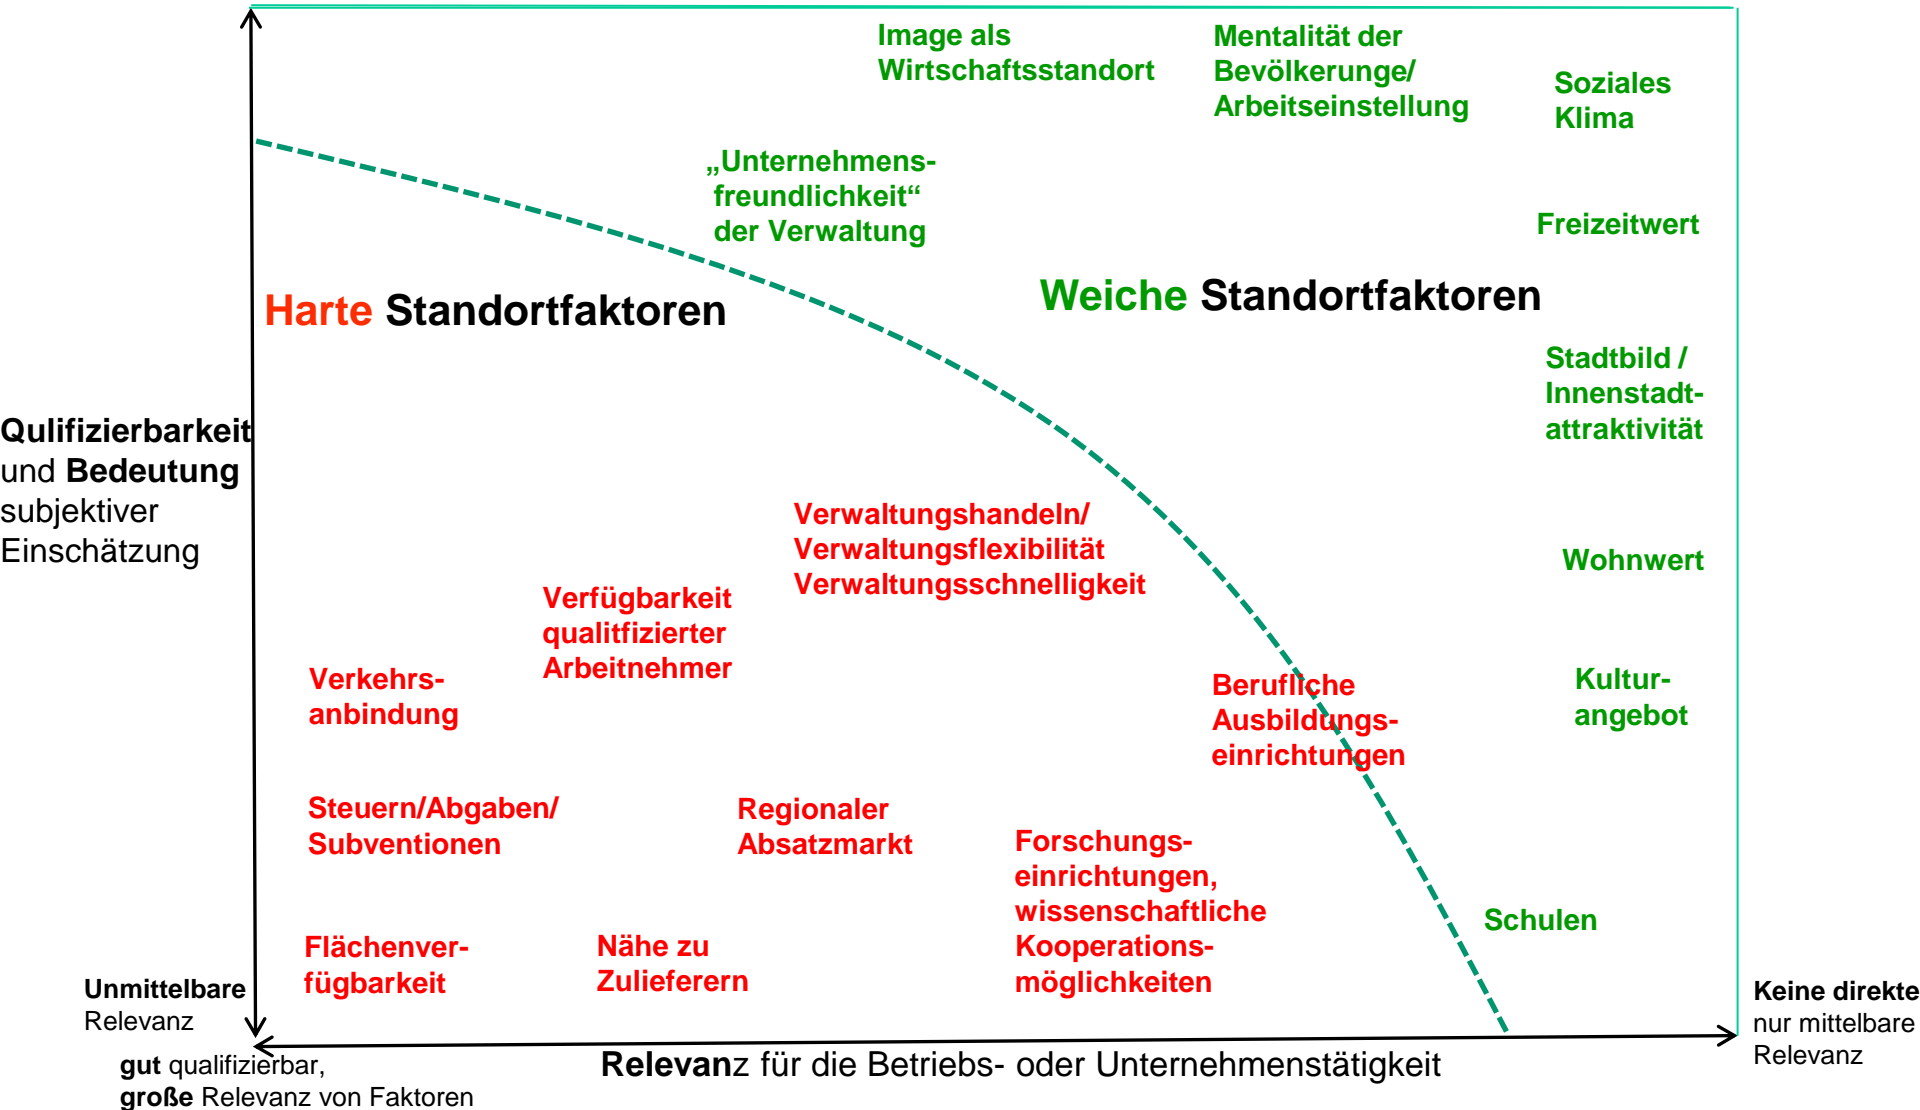 Image als
Wirtschaftsstandort
Mentalität der
Bevölkerunge/
Arbeitseinstellung
Soziales
Klima
„Unternehmens-
freundlichkeit“
der Verwaltung
Freizeitwert
Harte Standortfaktoren
Weiche Standortfaktoren
Stadtbild /
Innenstadt-
attraktivität
Qulifizierbarkeit
und Bedeutung
subjektiver
Einschätzung
Verwaltungshandeln/
Verwaltungsflexibilität
Verwaltungsschnelligkeit
Wohnwert
Verfügbarkeit
qualitfizierter
Arbeitnehmer
Verkehrs-
anbindung
Berufliche
Ausbildungs-
einrichtungen
Kultur-
angebot
Steuern/Abgaben/
Subventionen
Regionaler
Absatzmarkt
Forschungs-
einrichtungen,
wissenschaftliche
Kooperations-
möglichkeiten
Schulen
Flächenver-
fügbarkeit
Nähe zu
Zulieferern
Unmittelbare
Relevanz
Keine direkte
nur mittelbare
Relevanz
gut qualifizierbar,
große Relevanz von Faktoren
Relevanz für die Betriebs- oder Unternehmenstätigkeit